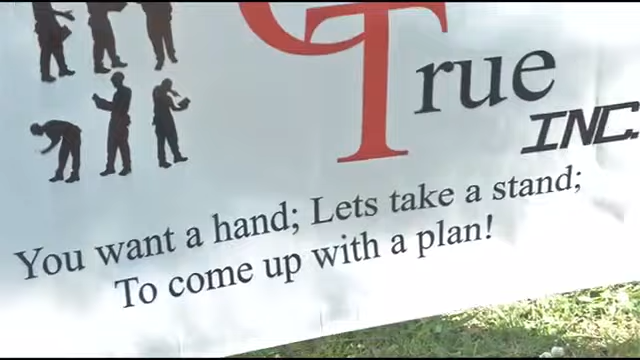 True
INC.
You want a hand; Lets take a stand;
To come up with a plan!